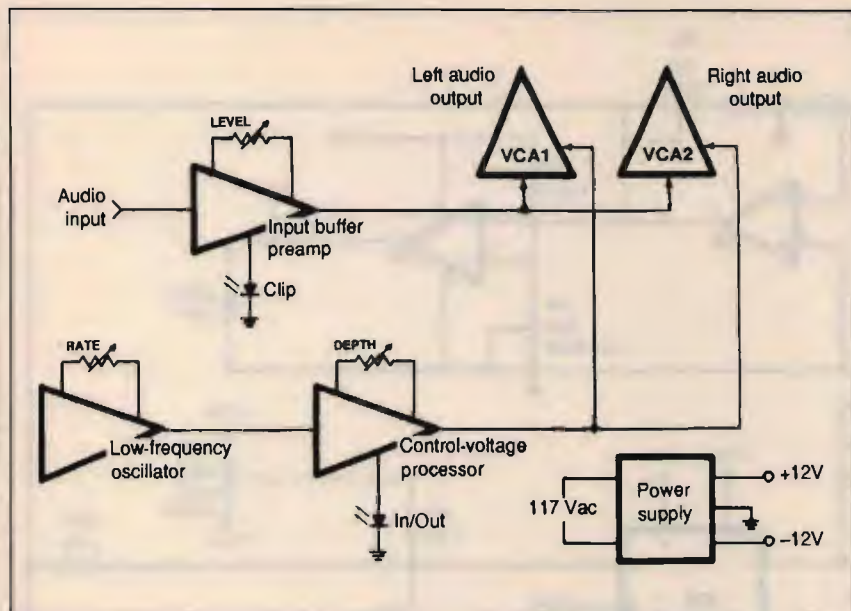 Left audio
output
Right audio
output
VCA1
VCA2
LEVEL
Audio
input
Input buffer
preamp
Clip
RATE
DEPTH
Low-frequency
oscillator
Control-voltage
processor
In/Out
117 Vac
Power
supply
+12V
−12V